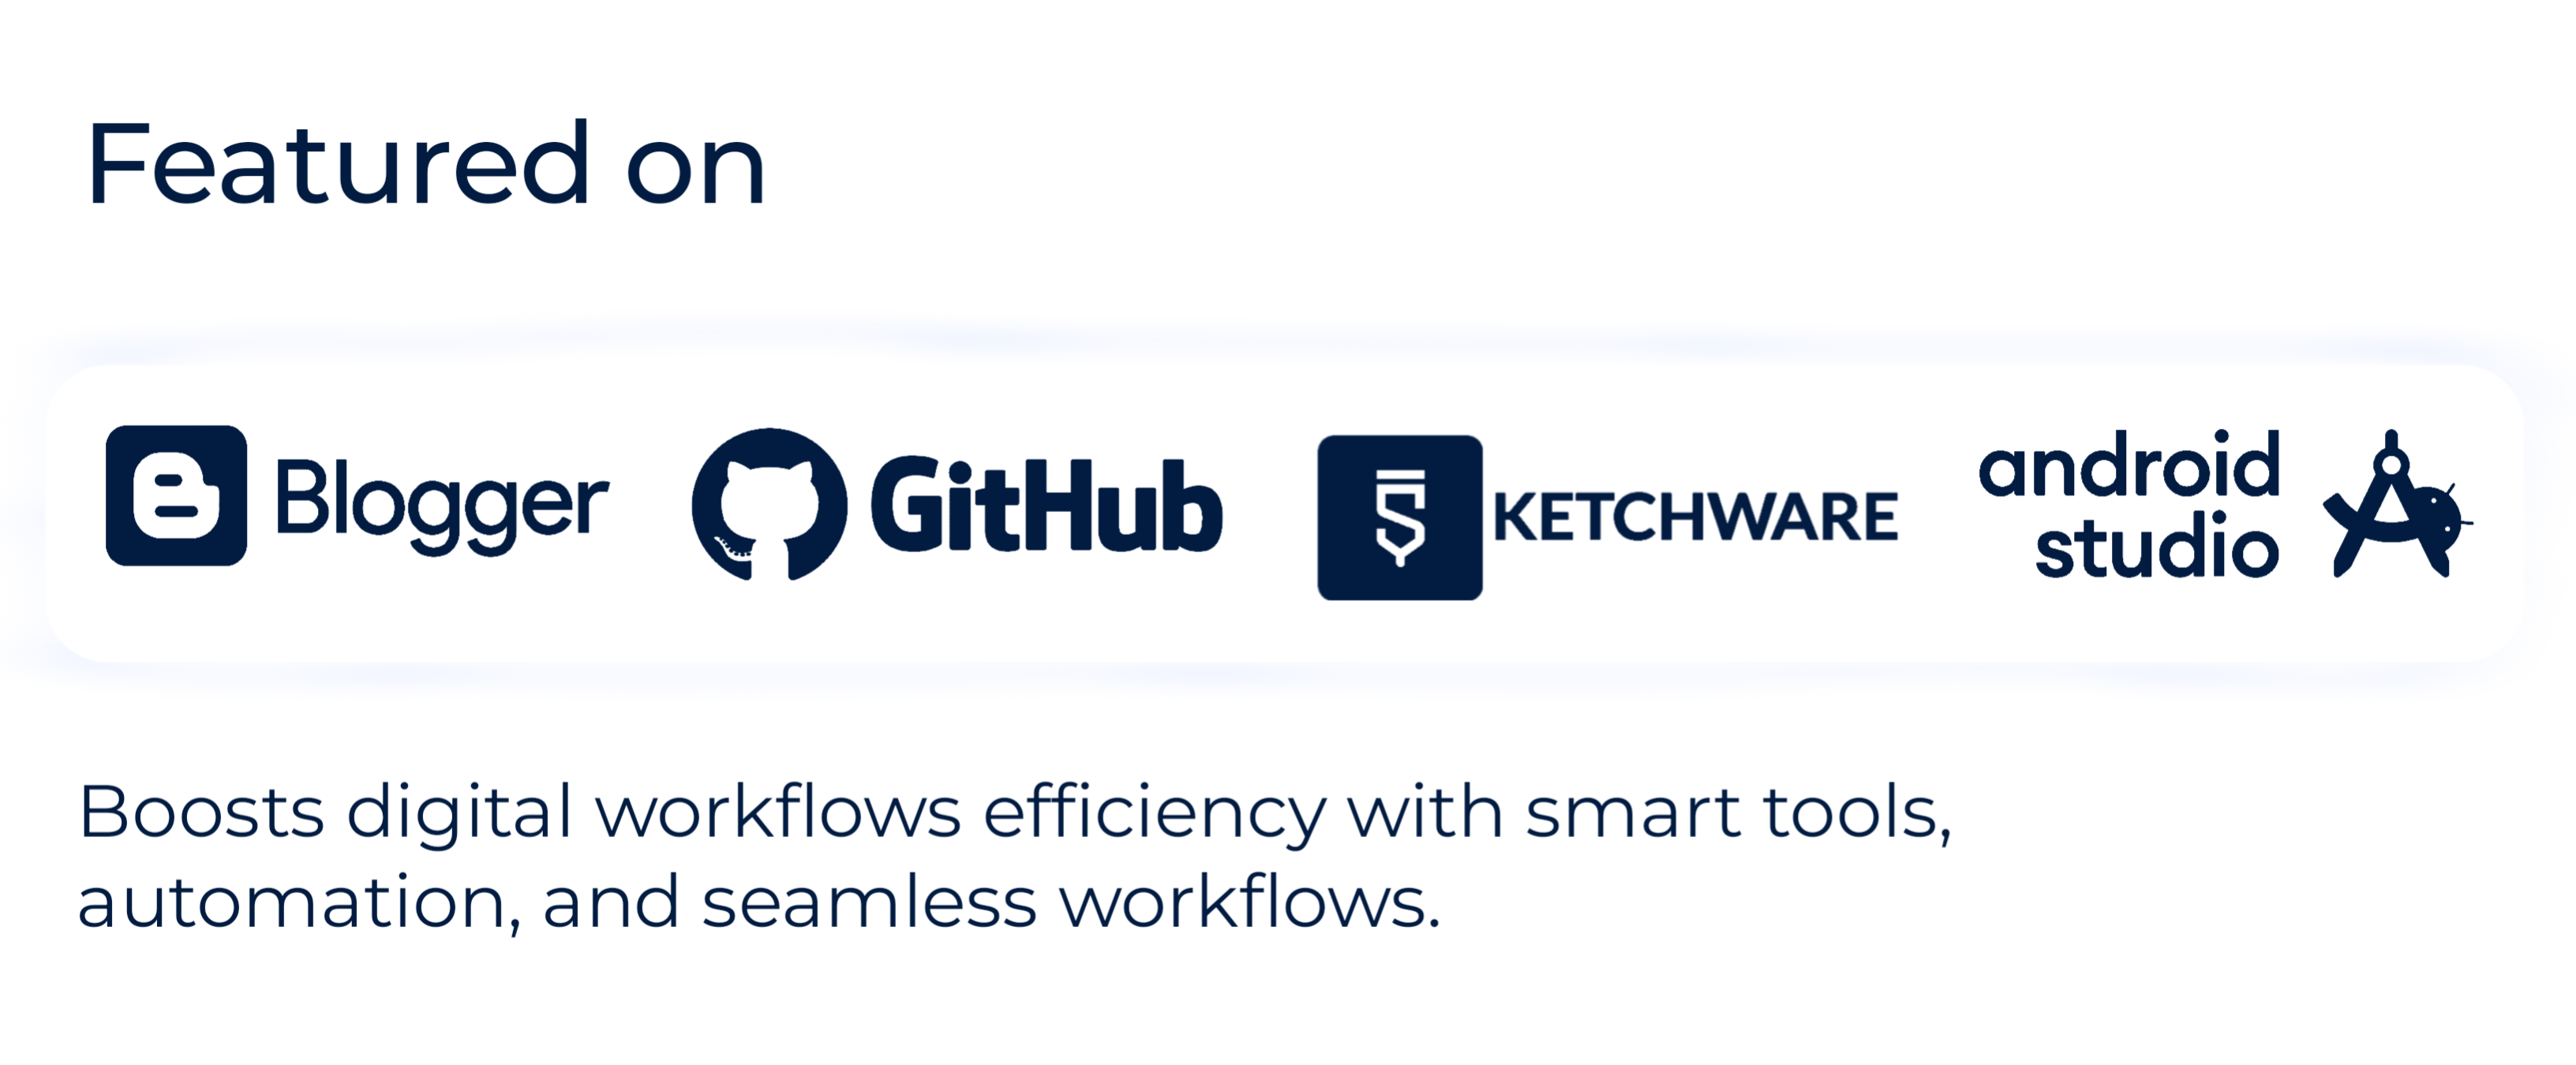 Featured on
Blogger GitHub KETCHWARE android
studio
Boosts digital workflows efficiency with smart tools,
automation, and seamless workflows.